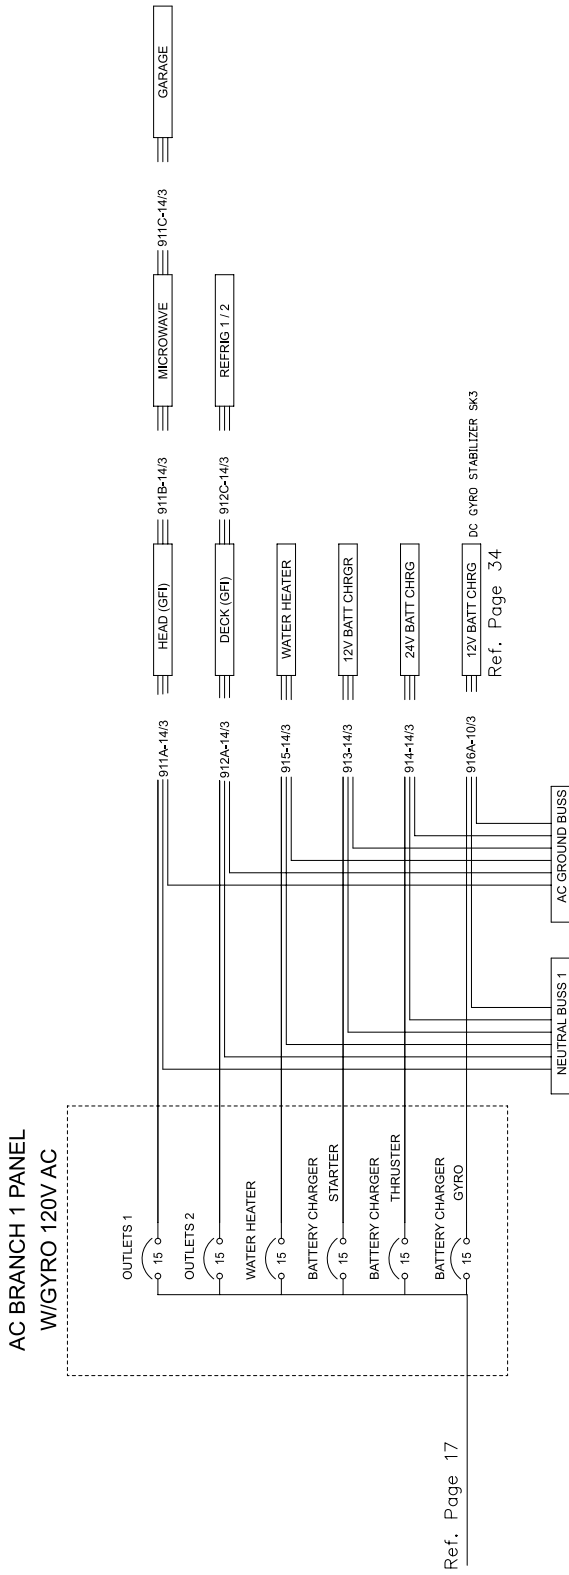 AC BRANCH 1 PANEL
W/GYRO 120V AC
OUTLETS 1
15
911A-14/3
HEAD (GFI)
911B-14/3
MICROWAVE
911C-14/3
GARAGE
OUTLETS 2
15
912A-14/3
DECK (GFI)
912C-14/3
REFRIG 1 / 2
WATER HEATER
15
915-14/3
WATER HEATER
BATTERY CHARGER
STARTER
15
913-14/3
12V BATT CHRGR
BATTERY CHARGER
THRUSTER
15
914-14/3
24V BATT CHRG
BATTERY CHARGER
GYRO
15
916A-10/3
12V BATT CHRG
DC GYRO STABILIZER SK3
Ref. Page 34
Ref. Page 17
NEUTRAL BUSS 1
AC GROUND BUSS